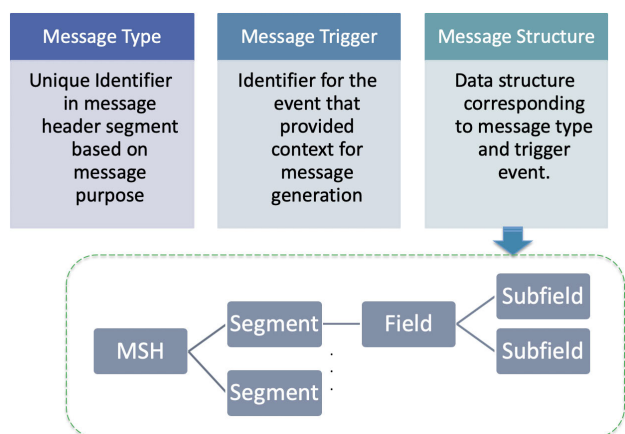 Message Type
Unique Identifier
in message
header segment
based on
message
purpose
Message Trigger
Identifier for the
event that
provided
context for
message
generation
Message Structure
Data structure
corresponding
to message type
and trigger
event.
MSH
Segment
Segment
Field
Subfield
Subfield